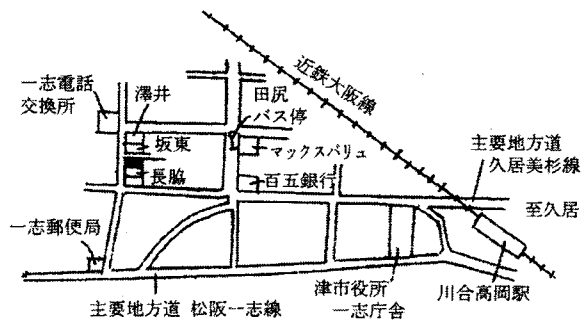 近鉄大阪線
一志電話
交換所
澤井
田尻
バス停
坂東
マックスバリュ
主要地方道
久居美杉線
長脇
百五銀行
至久居
一志郵便局
津市役所
一志庁舎
川合高岡駅
主要地方道 松阪一志線